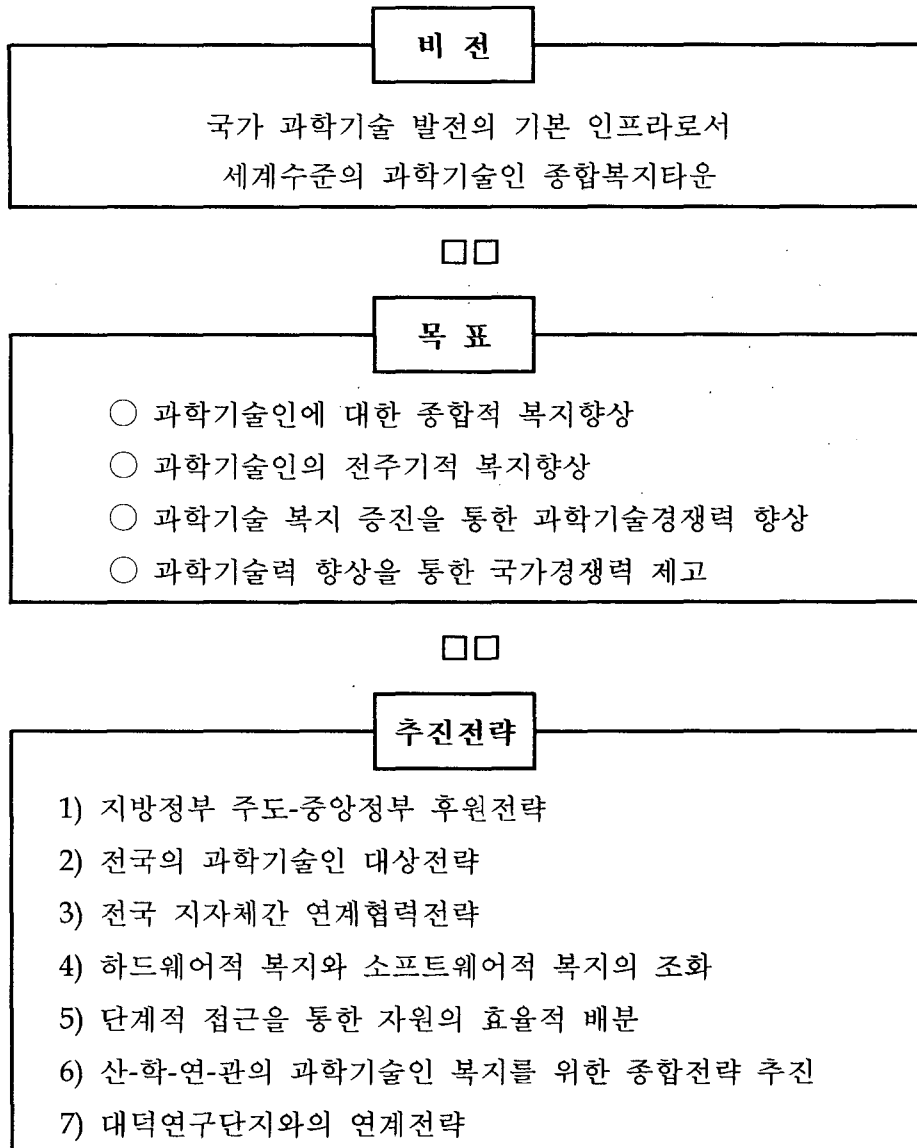 비 전
국가 과학기술 발전의 기본 인프라로서
세계수준의 과학기술인 종합복지타운
□□
목 표
○ 과학기술인에 대한 종합적 복지향상
○ 과학기술인의 전주기적 복지향상
○ 과학기술 복지 증진을 통한 과학기술경쟁력 향상
○ 과학기술력 향상을 통한 국가경쟁력 제고
□□
추진전략
1) 지방정부 주도-중앙정부 후원전략
2) 전국의 과학기술인 대상전략
3) 전국 지자체간 연계협력전략
4) 하드웨어적 복지와 소프트웨어적 복지의 조화
5) 단계적 접근을 통한 자원의 효율적 배분
6) 산-학-연-관의 과학기술인 복지를 위한 종합전략 추진
7) 대덕연구단지와의 연계전략